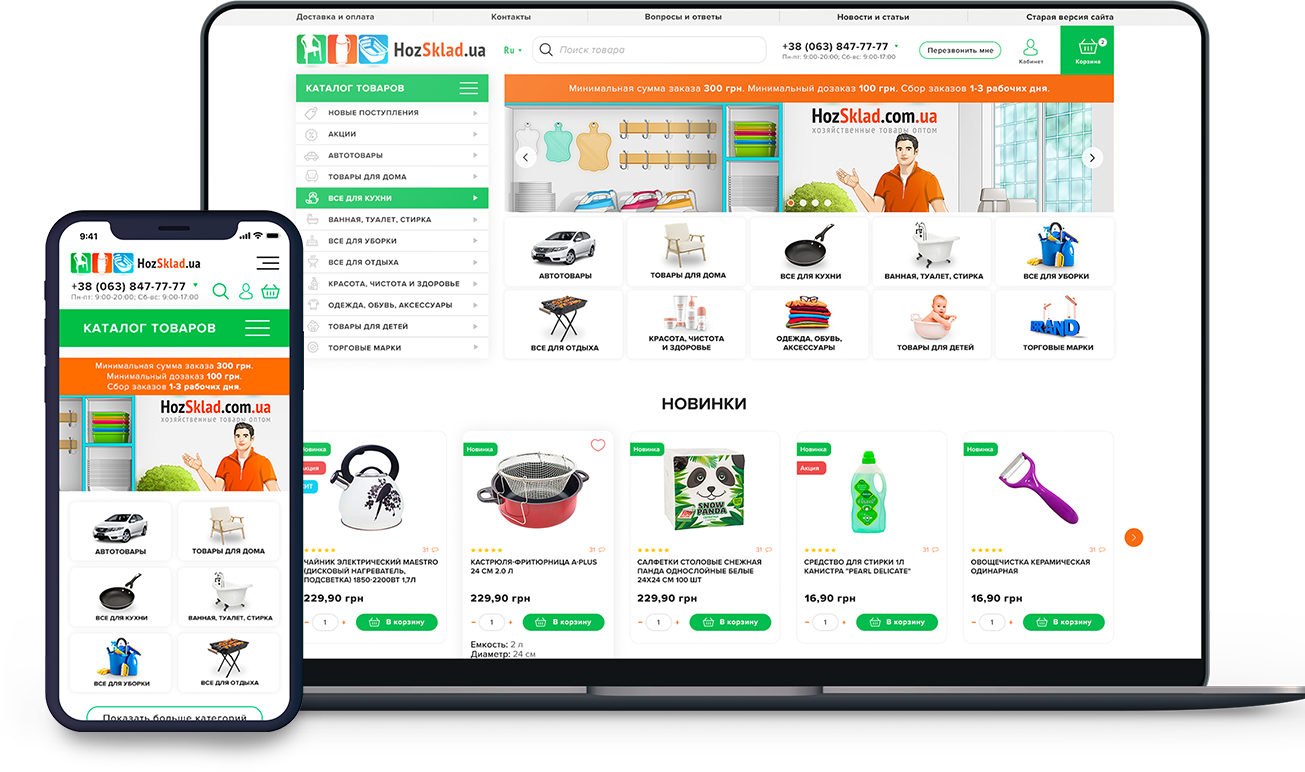 Доставка и оплата
Контакты
Вопросы и ответы
Новости и статьи
Старая версия сайта
HozSklad.ua
Ru
Поиск товара
+38 (063) 847-77-77
Пн-пт: 9:00-20:00; Сб-вс: 9:00-17:00
Перезвонить мне
Кабинет
2
Корзина
КАТАЛОГ ТОВАРОВ
НОВЫЕ ПОСТУПЛЕНИЯ
АКЦИИ
АВТОТОВАРЫ
ТОВАРЫ ДЛЯ ДОМА
ВСЕ ДЛЯ КУХНИ
ВАННАЯ, ТУАЛЕТ, СТИРКА
ВСЕ ДЛЯ УБОРКИ
ВСЕ ДЛЯ ОТДЫХА
КРАСОТА, ЧИСТОТА И ЗДОРОВЬЕ
ОДЕЖДА, ОБУВЬ, АКСЕССУАРЫ
ТОВАРЫ ДЛЯ ДЕТЕЙ
ТОРГОВЫЕ МАРКИ
Минимальная сумма заказа 300 грн. Минимальный дозаказ 100 грн. Сбор заказов 1-3 рабочих дня.
HozSklad.com.ua
хозяйственные товары оптом
АВТОТОВАРЫ
ТОВАРЫ ДЛЯ ДОМА
ВСЕ ДЛЯ КУХНИ
ВАННАЯ, ТУАЛЕТ, СТИРКА
ВСЕ ДЛЯ УБОРКИ
ВСЕ ДЛЯ ОТДЫХА
КРАСОТА, ЧИСТОТА
И ЗДОРОВЬЕ
ОДЕЖДА, ОБУВЬ,
АКСЕССУАРЫ
ТОВАРЫ ДЛЯ ДЕТЕЙ
BRAND
ТОРГОВЫЕ МАРКИ
НОВИНКИ
овинка
кция
ИТ
31
ЧАЙНИК ЭЛЕКТРИЧЕСКИЙ MAESTRO
(ДИСКОВЫЙ НАГРЕВАТЕЛЬ,
ПОДСВЕТКА) 1850-2200ВТ 1,7Л
229,90 грн
- 1 +
В корзину
Новинка
31
КАСТРЮЛЯ-ФРИТЮРНИЦА A-PLUS
24 СМ 2.0 Л
229,90 грн
- 1 +
В корзину
Емкость: 2 л
Диаметр: 24 см
Новинка
SNOW
PANDA
31
САЛФЕТКИ СТОЛОВЫЕ СНЕЖНАЯ
ПАНДА ОДНОСЛОЙНЫЕ БЕЛЫЕ
24Х24 СМ 100 ШТ
229,90 грн
- 1 +
В корзину
Новинка
Акция
31
СРЕДСТВО ДЛЯ СТИРКИ 1Л
КАНИСТРА "PEARL DELICATE"
16,90 грн
- 1 +
В корзину
Новинка
31
ОВОЩЕЧИСТКА КЕРАМИЧЕСКАЯ
ОДИНАРНАЯ
16,90 грн
- 1 +
В корзину
9:41
HozSklad.ua
+38 (063) 847-77-77
Пн-пт: 9:00-20:00; Сб-вс: 9:00-17:00
КАТАЛОГ ТОВАРОВ
Минимальная сумма заказа 300 грн.
Минимальный дозаказ 100 грн.
Сбор заказов 1-3 рабочих дня.
HozSklad.com.ua
хозяйственные товары оптом
АВТОТОВАРЫ
ТОВАРЫ ДЛЯ ДОМА
ВСЕ ДЛЯ КУХНИ
ВАННАЯ, ТУАЛЕТ, СТИРКА
ВСЕ ДЛЯ УБОРКИ
ВСЕ ДЛЯ ОТДЫХА
Показать больше категорий